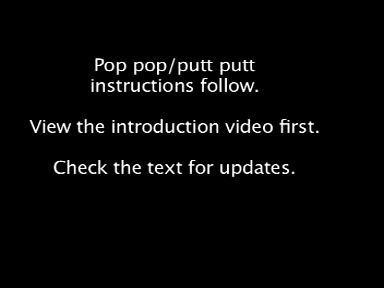 Pop pop/putt putt
instructions follow.
View the introduction video first.
Check the text for updates.